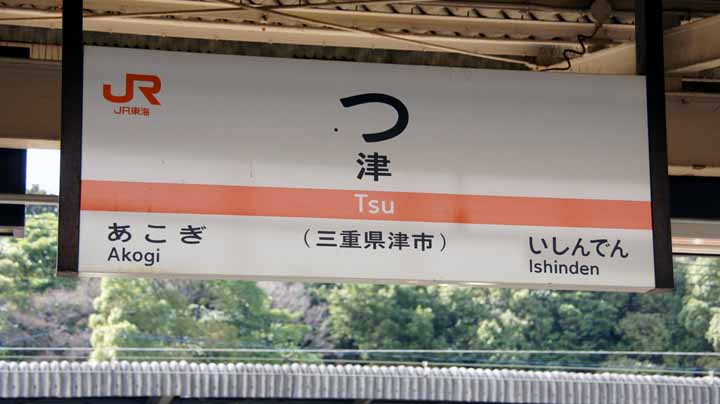 JR
JR東海
つ
津
Tsu
あこぎ
Akogi
（三重県津市）
いしんでん
Ishinden